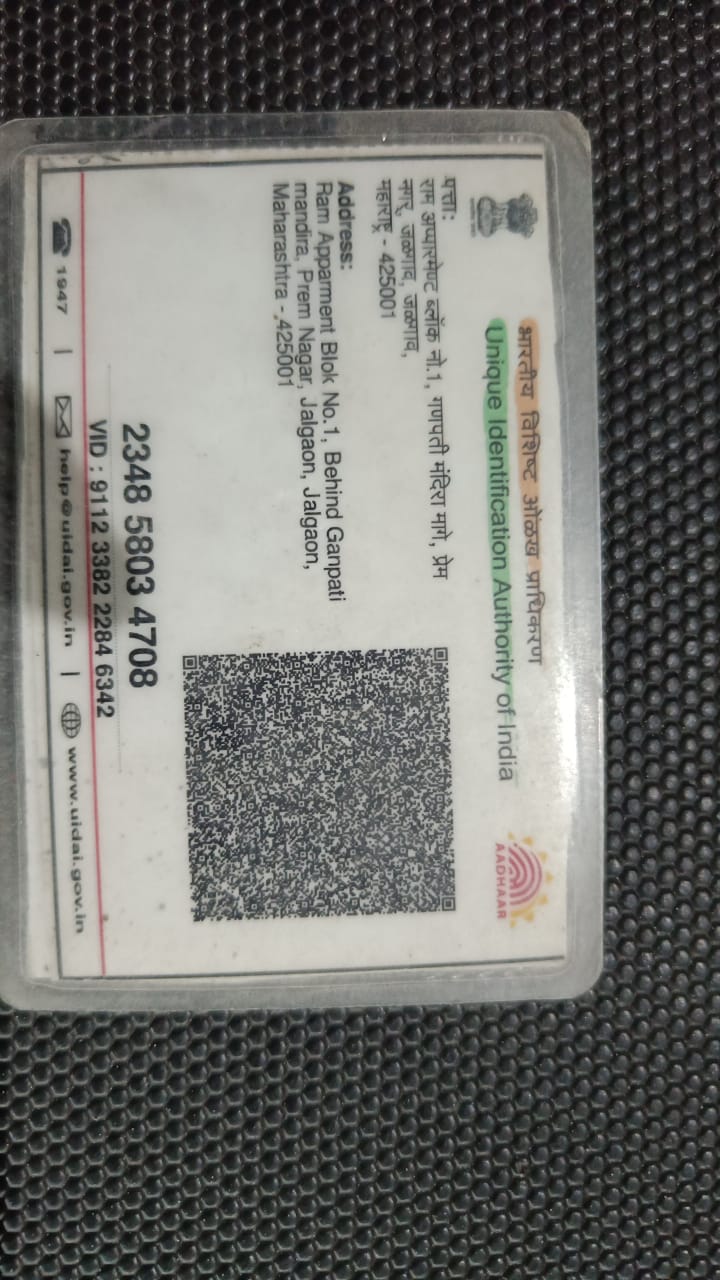 भारतीय विशिष्ट ओळख प्राधिकरण
Unique Identification Authority of India
AADHAAR
पत्ता:
राम अप्पारमेण्ट ब्लॉक नो.1, गणपती मंदिरा मागे, प्रेम
नगर, जळगाव, जळगाव,
महाराष्ट्र - 425001
Address:
Ram Apparment Blok No.1, Behind Ganpati
mandira, Prem Nagar, Jalgaon, Jalgaon,
Maharashtra - 425001
2348 5803 4708
VID : 9112 3382 2284 6342
1947 | help@uidai.gov.in | www.uidai.gov.in